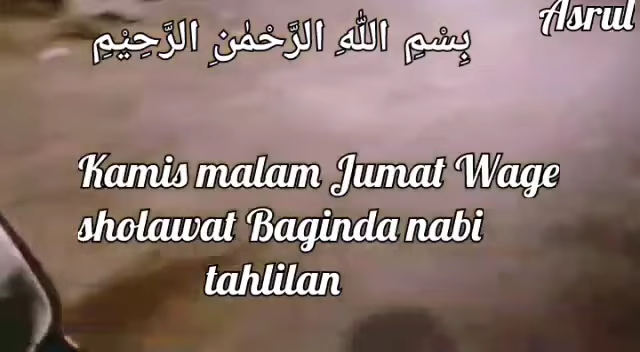 Asrul
بِسْمِ اللّٰهِ الرَّحْمٰنِ الرَّحِيْمِ
Kamis malam Jumat Wage
sholawat Baginda nabi
tahlilan